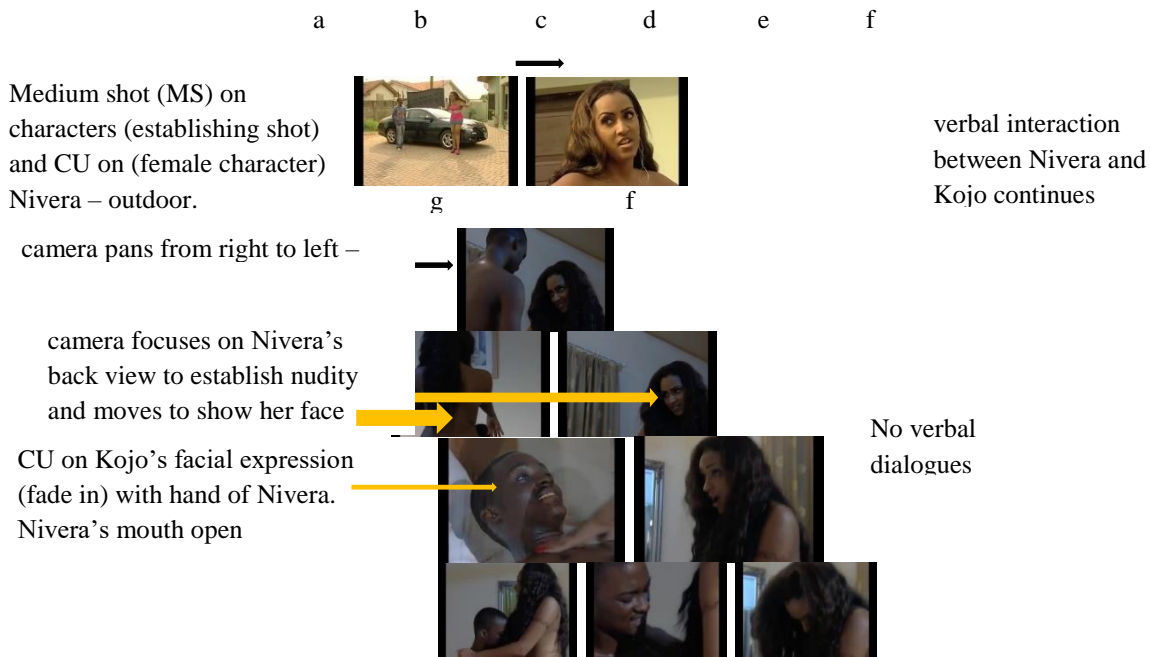 a b c d e f
Medium shot (MS) on
characters (establishing shot)
and CU on (female character)
Nivera – outdoor.
verbal interaction
between Nivera and
Kojo continues
g f
camera pans from right to left –
camera focuses on Nivera's
back view to establish nudity
and moves to show her face
No verbal
dialogues
CU on Kojo's facial expression
(fade in) with hand of Nivera.
Nivera's mouth open